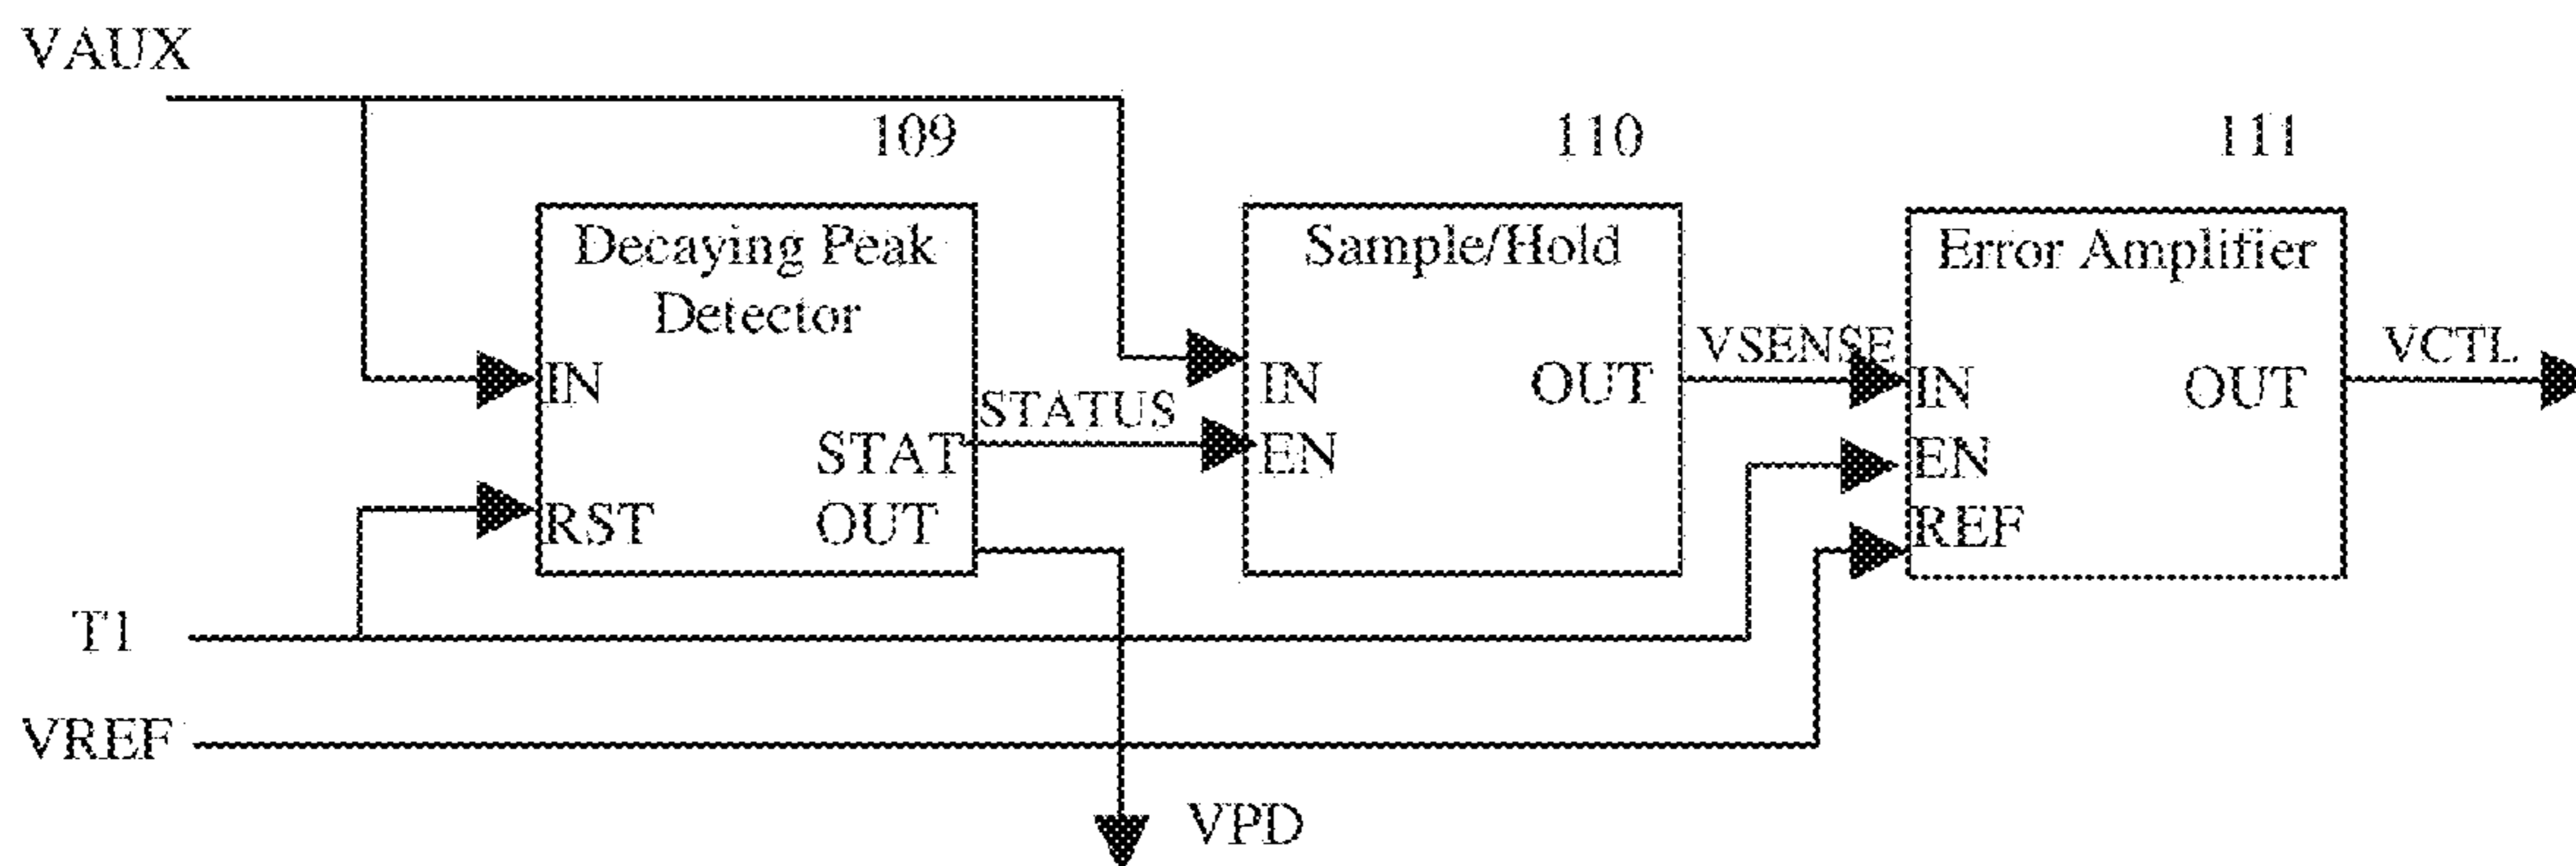 VAUX
109
110
111
Decaying Peak
Detector
Sample/Hold
Error Amplifier
IN
STAT
RST
OUT
STATUS
IN
EN
OUT
VSENSE
IN
EN
REF
OUT
VCTL
T1
VREF
VPD